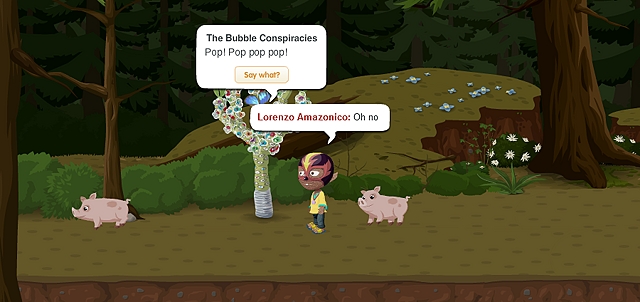 The Bubble Conspiracies
Pop! Pop pop pop!
Say what?
Lorenzo Amazonico: Oh no